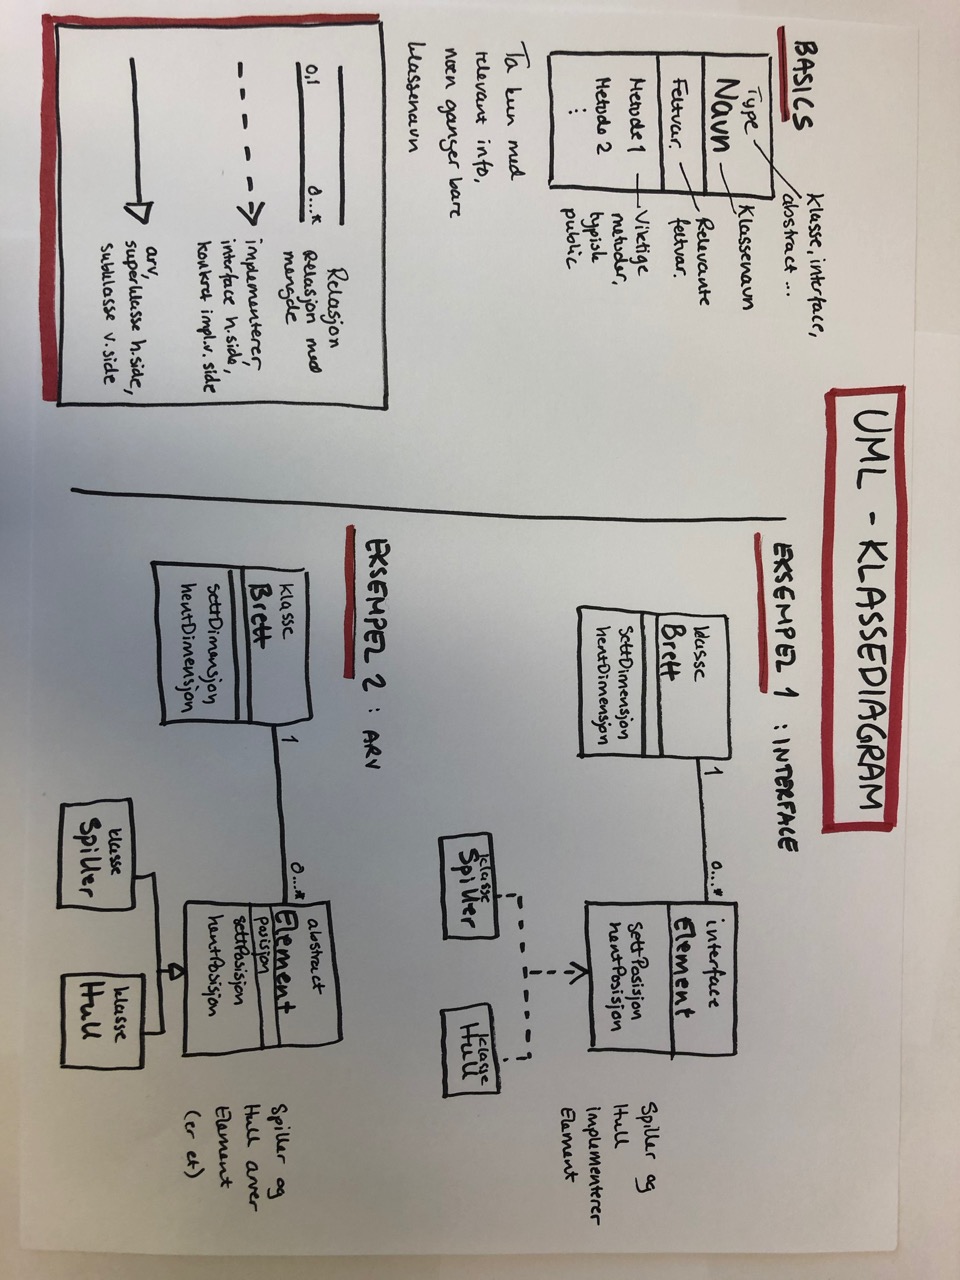 UML - KLASSEDIAGRAM
BASICS
klasse, interface,
abstract ...
Type
Navn
Klassenavn
Feltvar.
Relevante
feltvar.
Metode 1
Metode 2
⋮
Viktige
metoder,
typisk
public
Ta kun med
relevant info,
noen ganger bare
klassenavn
Relasjon
0,1
0...*
Relasjon med
mengde
implementerer,
interface h.side,
konkret impl.v. side
arv,
superklasse h.side,
subklasse v.side
EKSEMPEL 1 : INTERFACE
klasse
Brett
settDimensjon
hentDimensjon
1
0...*
interface
Element
settPosisjon
hentPosisjon
klasse
Spiller
klasse
Hull
Spiller og
Hull
implementerer
Element
EKSEMPEL 2 : ARV
klasse
Brett
settDimensjon
hentDimensjon
1
0...*
abstract
Element
posisjon
settPosisjon
hentPosisjon
klasse
Spiller
klasse
Hull
Spiller og
Hull arver
Element
(er et)